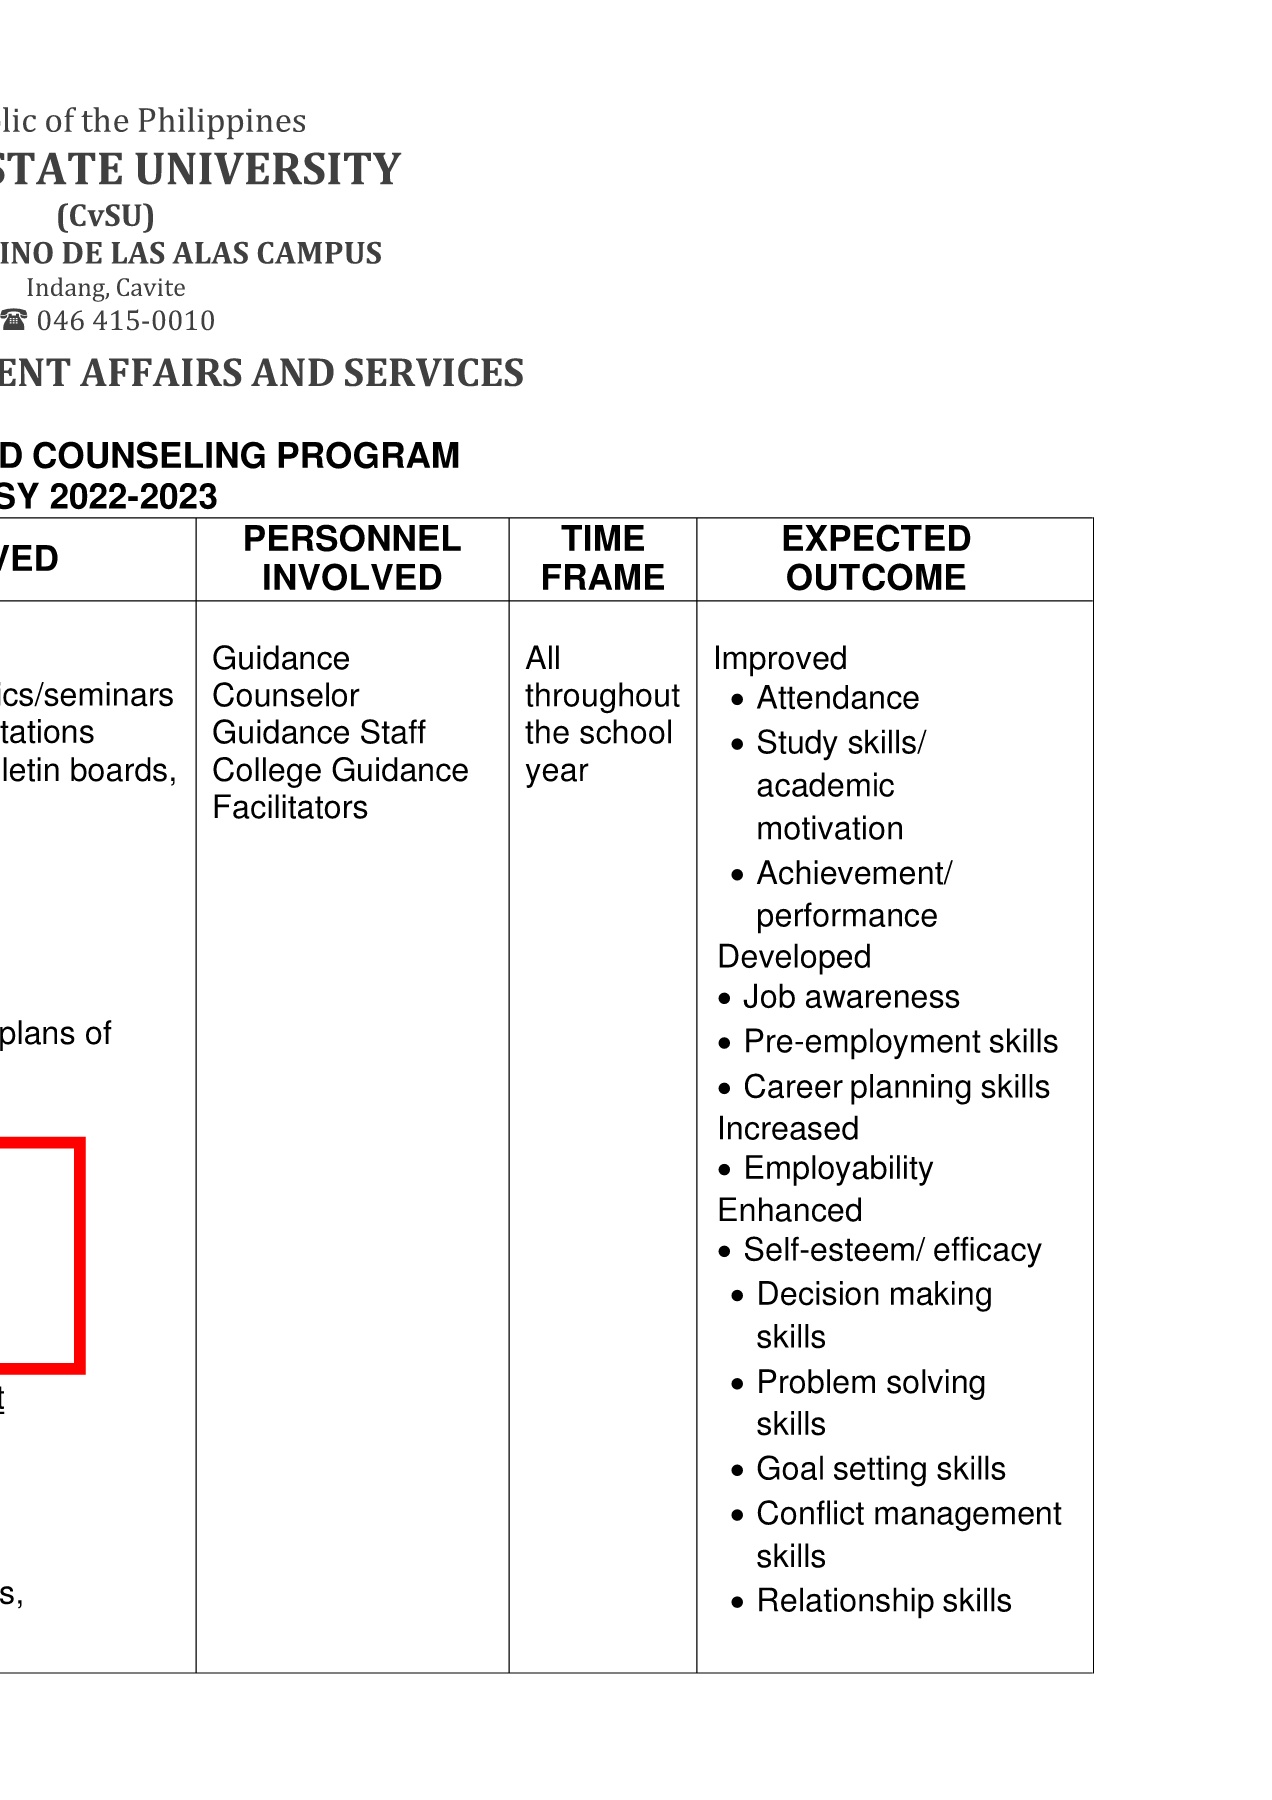 lic of the Philippines
STATE UNIVERSITY
(CvSU)
INO DE LAS ALAS CAMPUS
Indang, Cavite
☎ 046 415-0010
ENT AFFAIRS AND SERVICES
D COUNSELING PROGRAM
SY 2022-2023
VED
PERSONNEL
INVOLVED
TIME
FRAME
EXPECTED
OUTCOME
ics/seminars
tations
letin boards,
plans of
t
s,
Guidance
Counselor
Guidance Staff
College Guidance
Facilitators
All
throughout
the school
year
Improved
• Attendance
• Study skills/
academic
motivation
• Achievement/
performance
Developed
• Job awareness
• Pre-employment skills
• Career planning skills
Increased
• Employability
Enhanced
• Self-esteem/ efficacy
• Decision making
skills
• Problem solving
skills
• Goal setting skills
• Conflict management
skills
• Relationship skills